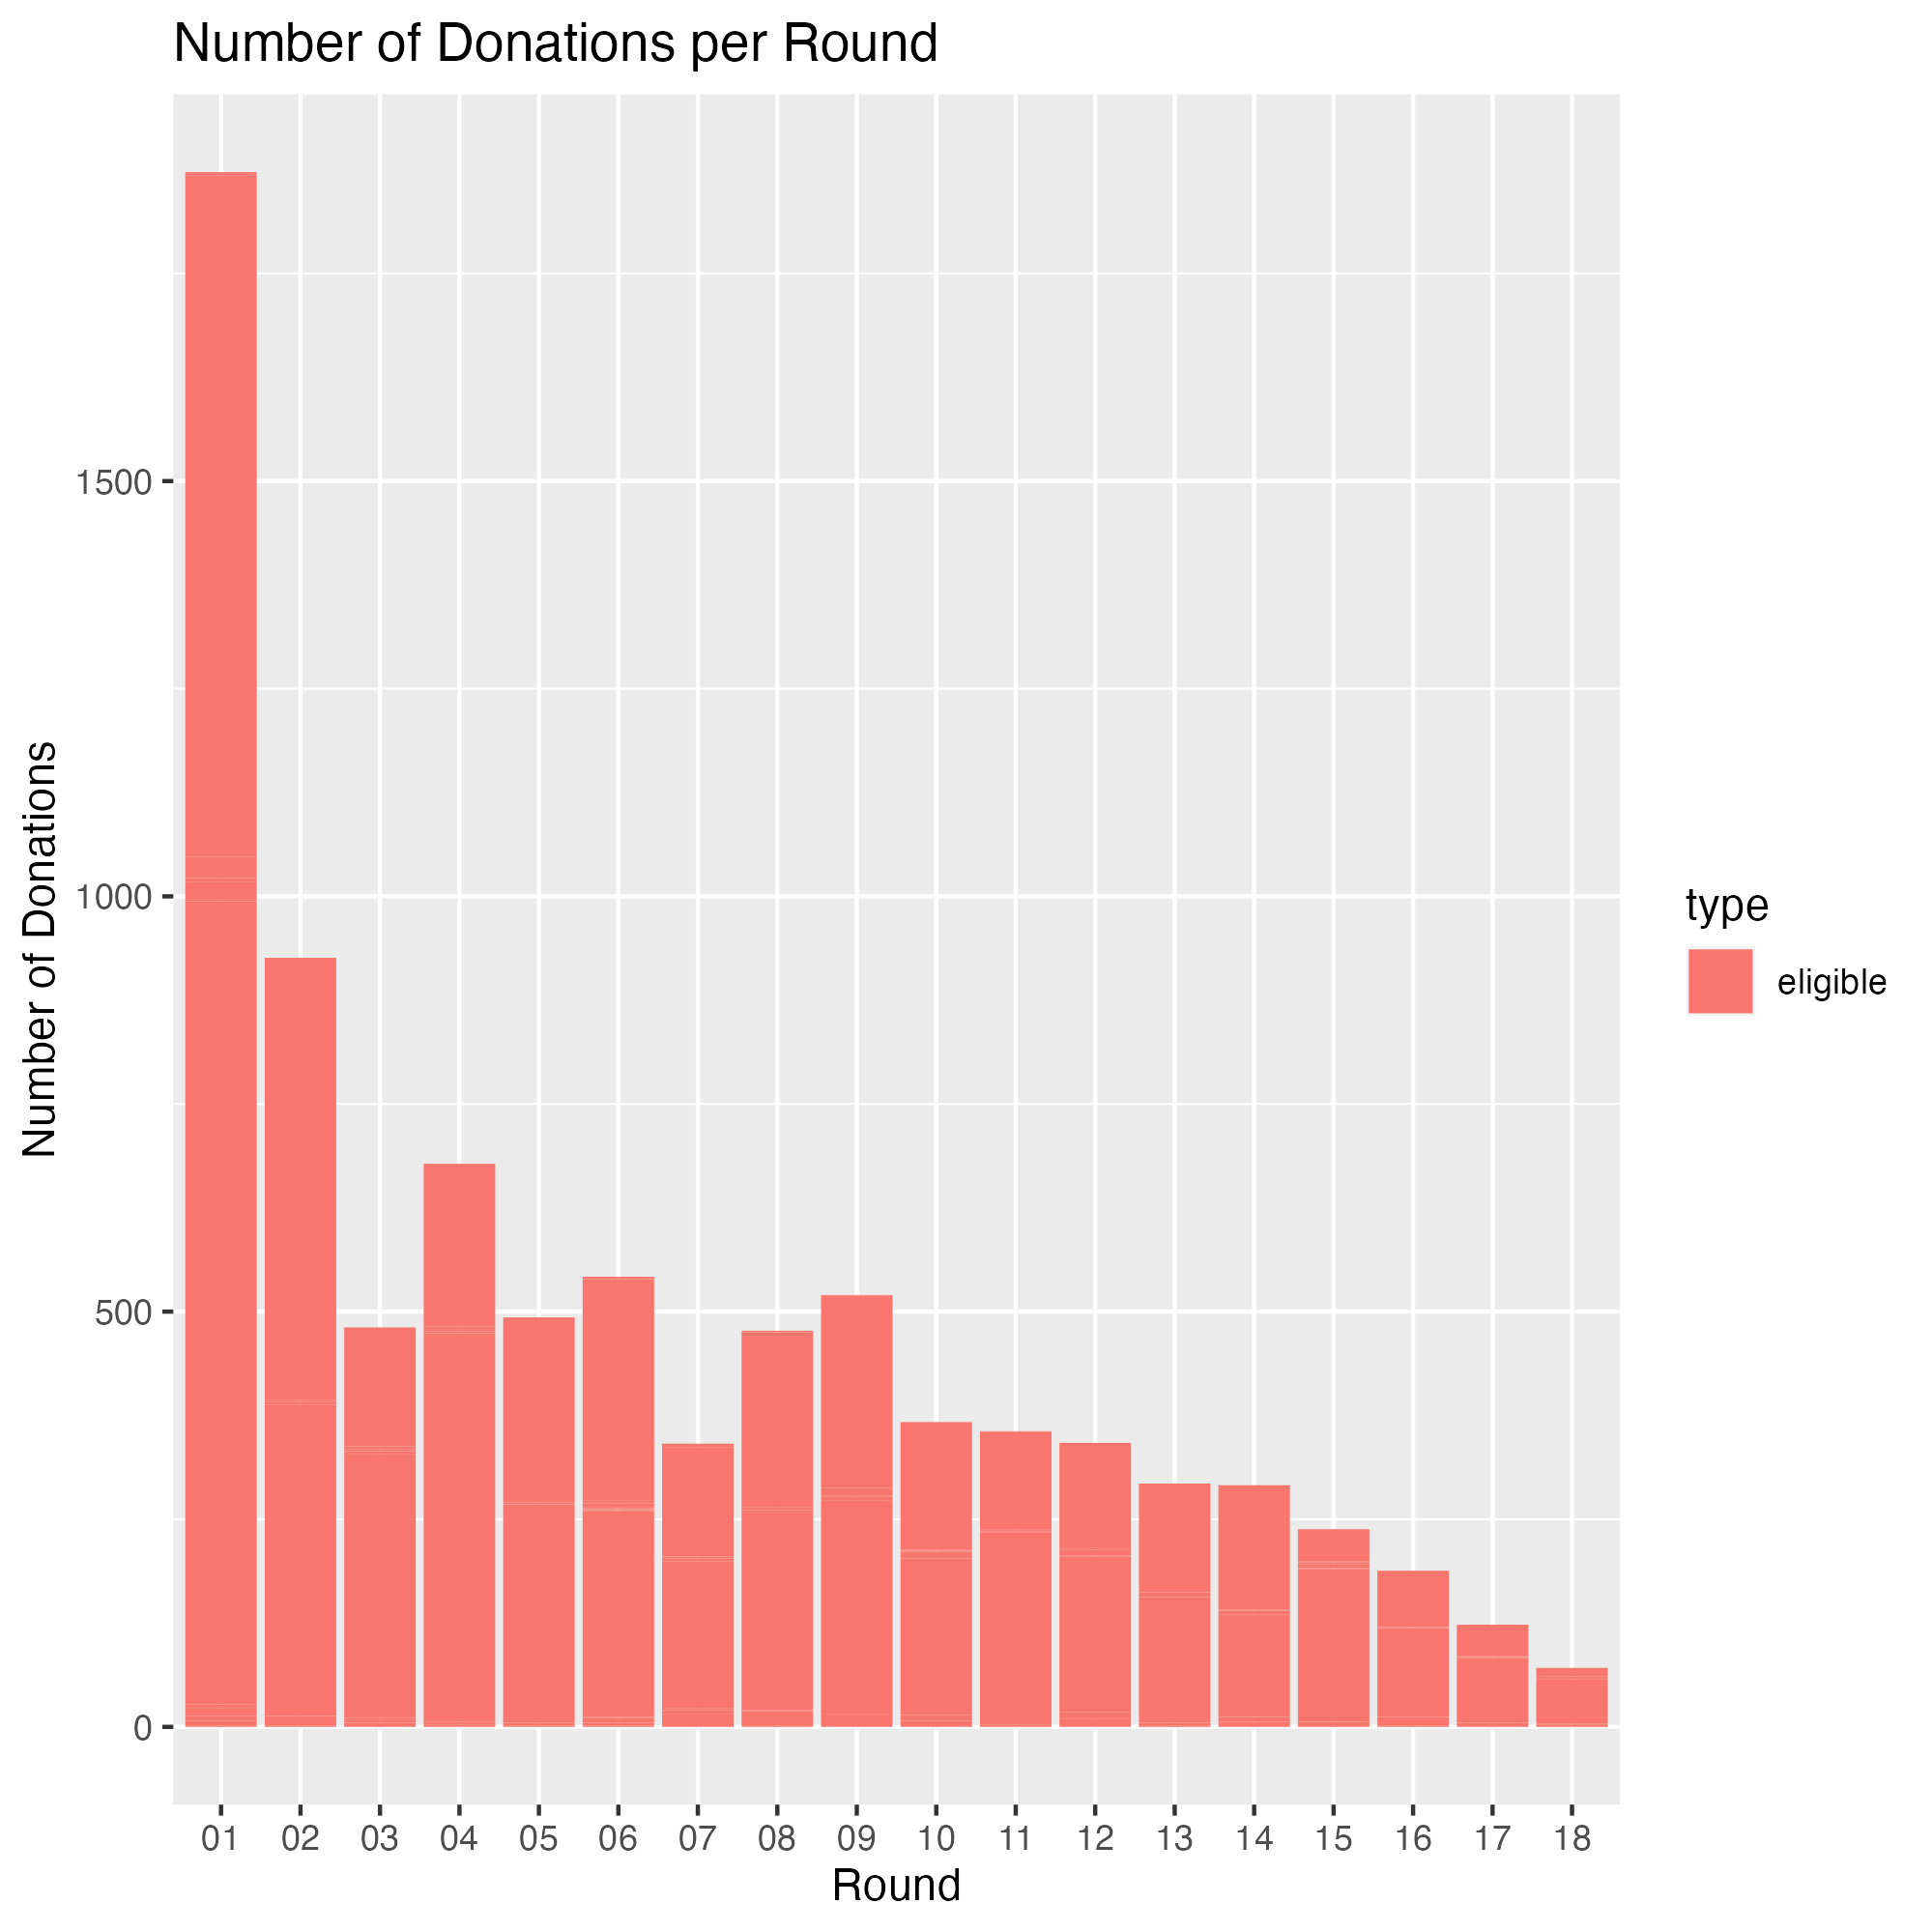 Number of Donations per Round
Number of Donations
1500
1000
500
0
01 02 03 04 05 06 07 08 09 10 11 12 13 14 15 16 17 18
Round
type
eligible